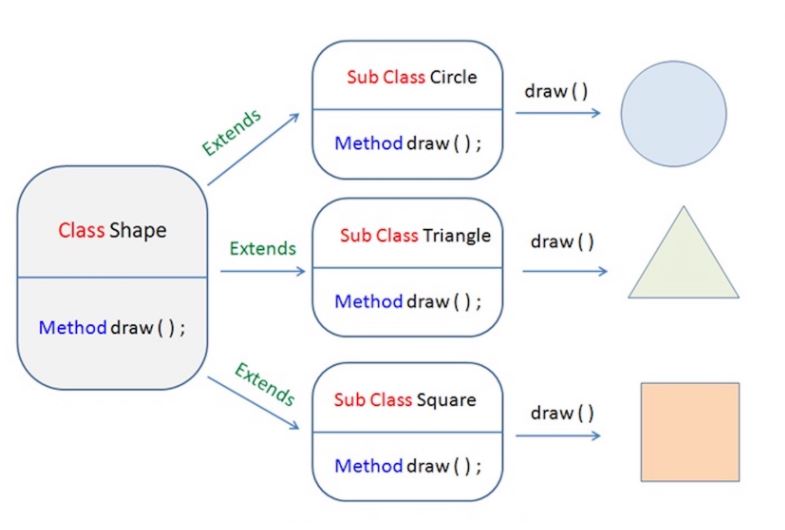 Class Shape
Method draw ( ) ;
Extends
Sub Class Circle
Method draw ( ) ;
draw ( )
Extends
Sub Class Triangle
Method draw ( ) ;
draw ( )
Extends
Sub Class Square
Method draw ( ) ;
draw ( )